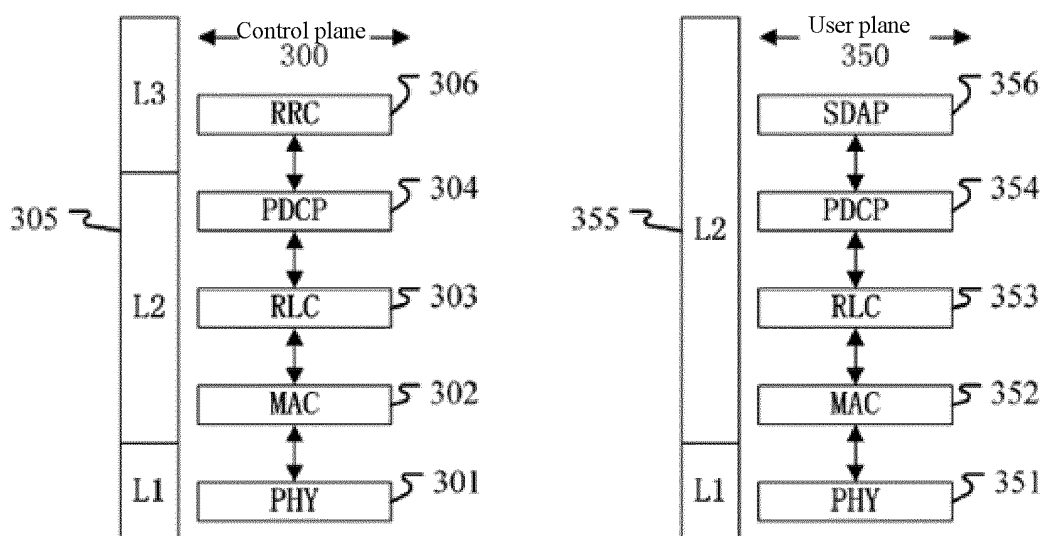 Control plane
300
L3
RRC
306
PDCP
304
305
L2
RLC
303
MAC
302
L1
PHY
301
User plane
350
SDAP
356
PDCP
354
355
L2
RLC
353
MAC
352
L1
PHY
351